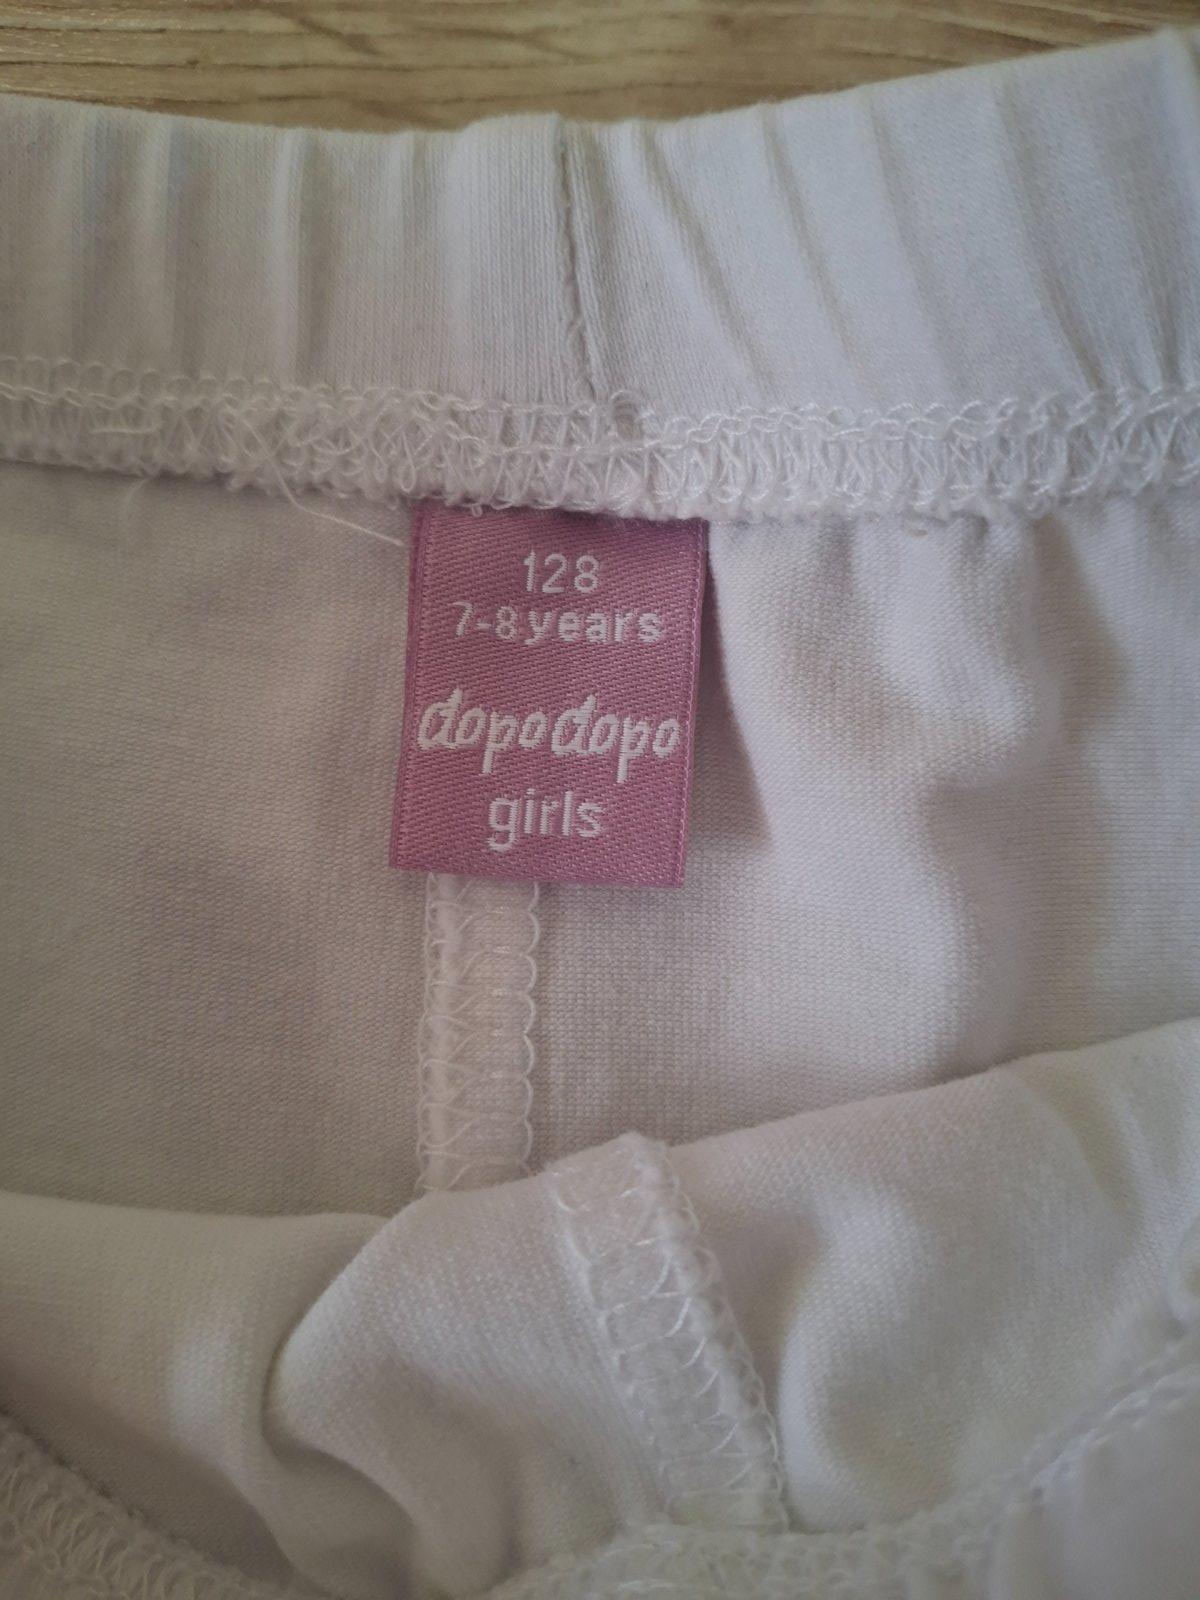 128
7-8 years
dopodopo
girls